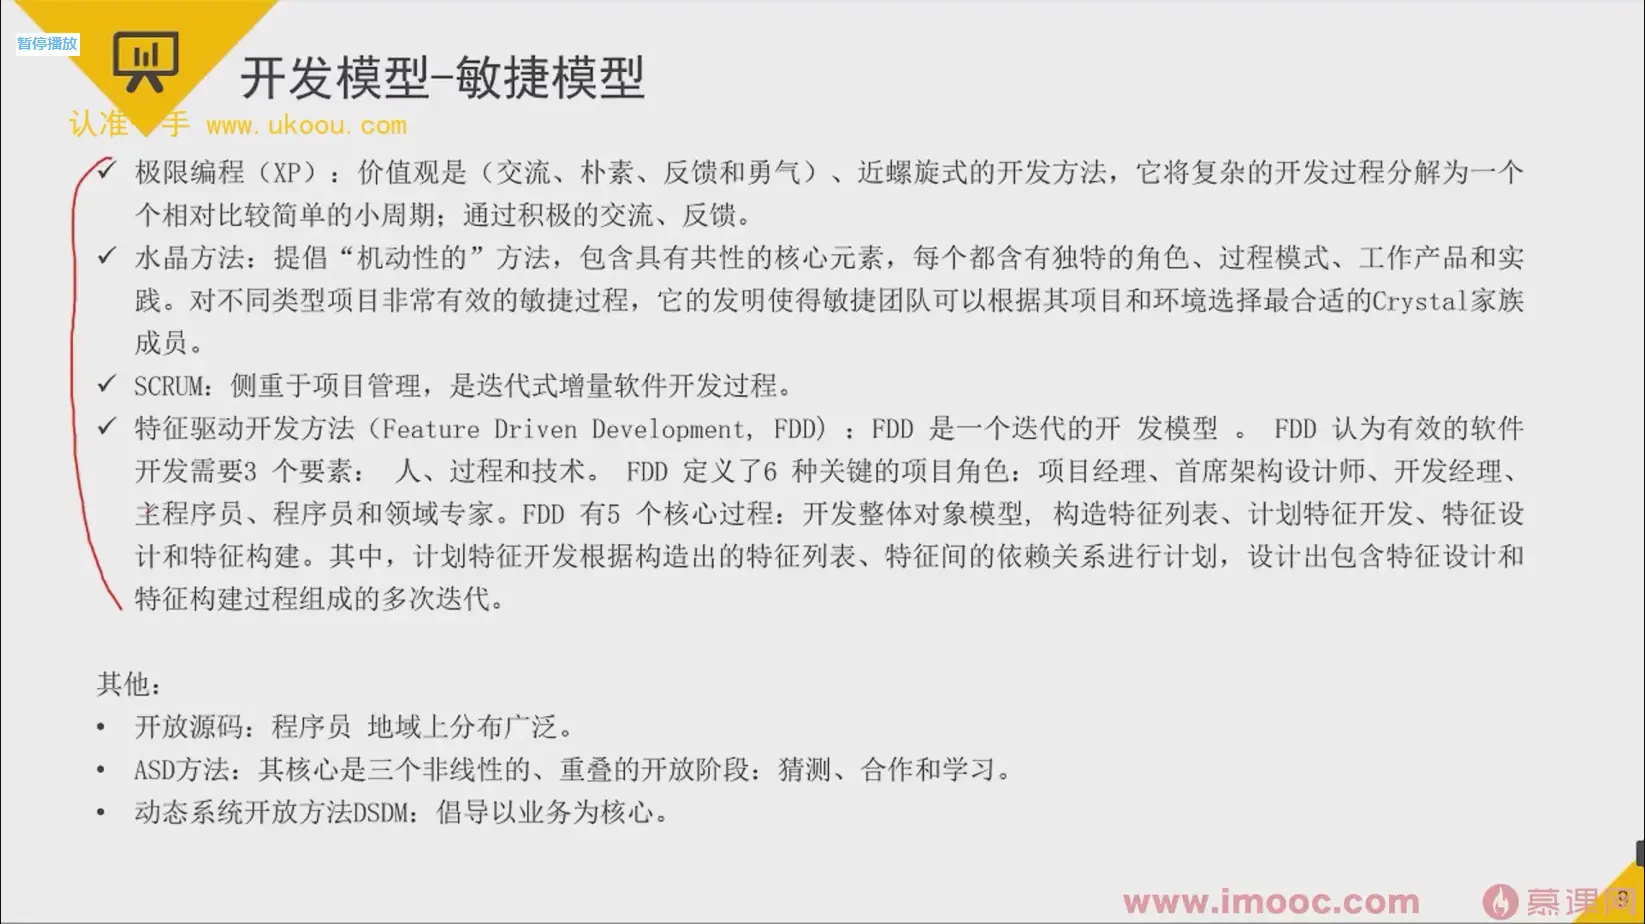 暂停播放
开发模型-敏捷模型
认准 手 www.ukoou.com
✓ 极限编程（XP）：价值观是（交流、朴素、反馈和勇气）、近螺旋式的开发方法，它将复杂的开发过程分解为一个
个相对比较简单的小周期；通过积极的交流、反馈。
✓ 水晶方法：提倡“机动性的”方法，包含具有共性的核心元素，每个都含有独特的角色、过程模式、工作产品和实
践。对不同类型项目非常有效的敏捷过程，它的发明使得敏捷团队可以根据其项目和环境选择最合适的Crystal家族
成员。
✓ SCRUM：侧重于项目管理，是迭代式增量软件开发过程。
✓ 特征驱动开发方法（Feature Driven Development, FDD）：FDD 是一个迭代的开 发模型 。 FDD 认为有效的软件
开发需要3 个要素： 人、过程和技术。 FDD 定义了6 种关键的项目角色：项目经理、首席架构设计师、开发经理、
主程序员、程序员和领域专家。FDD 有5 个核心过程：开发整体对象模型, 构造特征列表、计划特征开发、特征设
计和特征构建。其中，计划特征开发根据构造出的特征列表、特征间的依赖关系进行计划，设计出包含特征设计和
特征构建过程组成的多次迭代。
其他：
• 开放源码：程序员 地域上分布广泛。
• ASD方法：其核心是三个非线性的、重叠的开放阶段：猜测、合作和学习。
• 动态系统开放方法DSDM：倡导以业务为核心。
www.imooc.com 慕课网